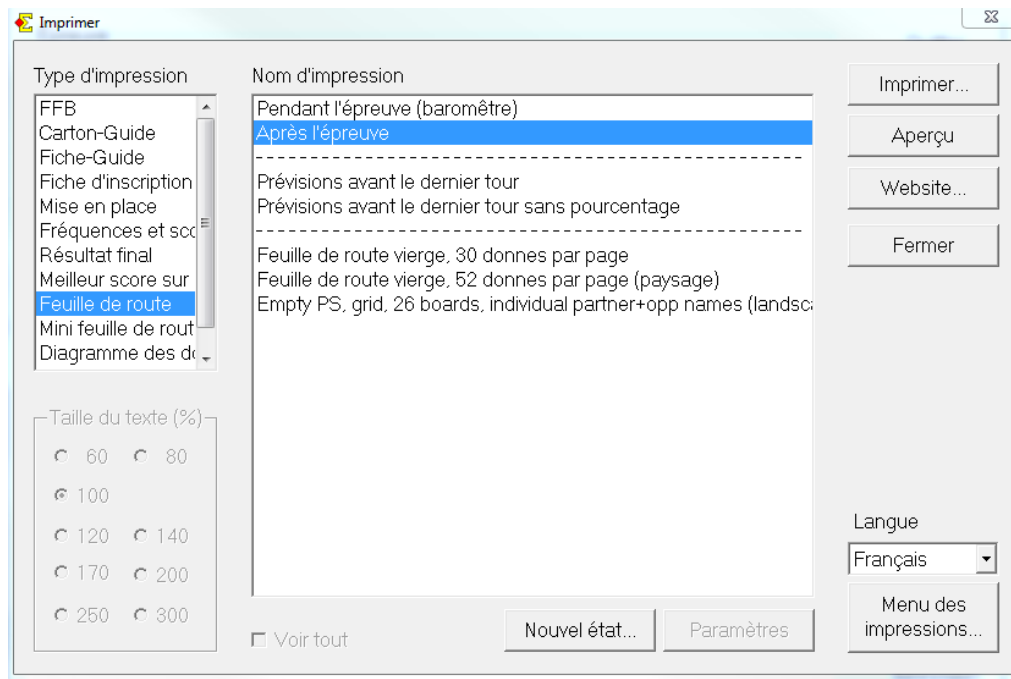 Imprimer
Type d'impression
FFB
Carton-Guide
Fiche-Guide
Fiche d'inscription
Mise en place
Fréquences et sco
Résultat final
Meilleur score sur
Feuille de route
Mini feuille de rout
Diagramme des do
Taille du texte (%)
60 80
100
120 140
170 200
250 300
Nom d'impression
Pendant l'épreuve (baromêtre)
Après l'épreuve
Prévisions avant le dernier tour
Prévisions avant le dernier tour sans pourcentage
Feuille de route vierge, 30 donnes par page
Feuille de route vierge, 52 donnes par page (paysage)
Empty PS, grid, 26 boards, individual partner+opp names (landsca
Voir tout
Nouvel état...
Paramètres
Imprimer...
Aperçu
Website...
Fermer
Langue
Français
Menu des
impressions...